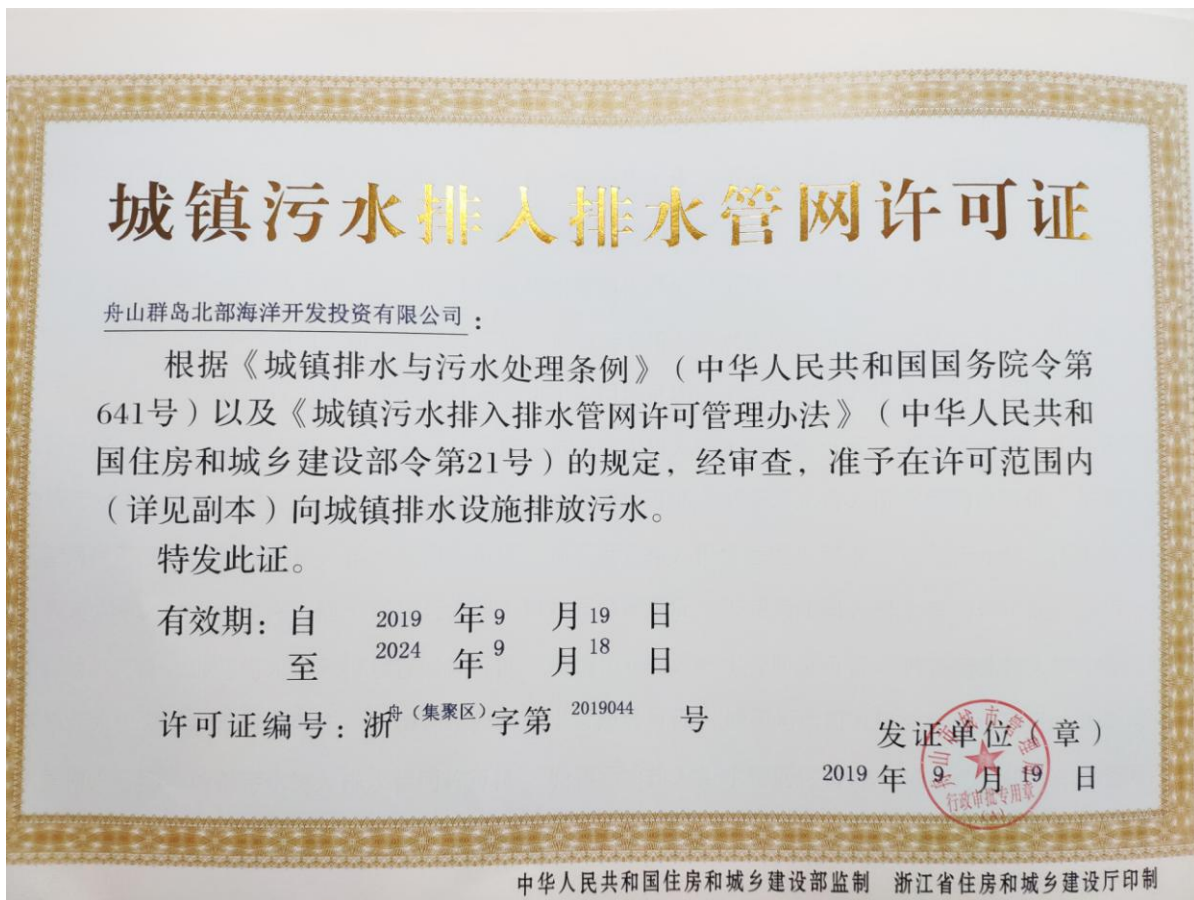 城镇污水排入排水管网许可证
舟山群岛北部海洋开发投资有限公司：
根据《城镇排水与污水处理条例》（中华人民共和国国务院令第
641号）以及《城镇污水排入排水管网许可管理办法》（中华人民共和
国住房和城乡建设部令第21号）的规定，经审查，准予在许可范围内
（详见副本）向城镇排水设施排放污水。
特发此证。
有效期：自 2019 年 9 月 19 日
至 2024 年 9 月 18 日
许可证编号：浙舟（集聚区）字第 2019044 号
发证单位（章）
2019 年 9 月 19 日
舟山市城市管理局
行政审批专用章
（A）
中华人民共和国住房和城乡建设部监制 浙江省住房和城乡建设厅印制